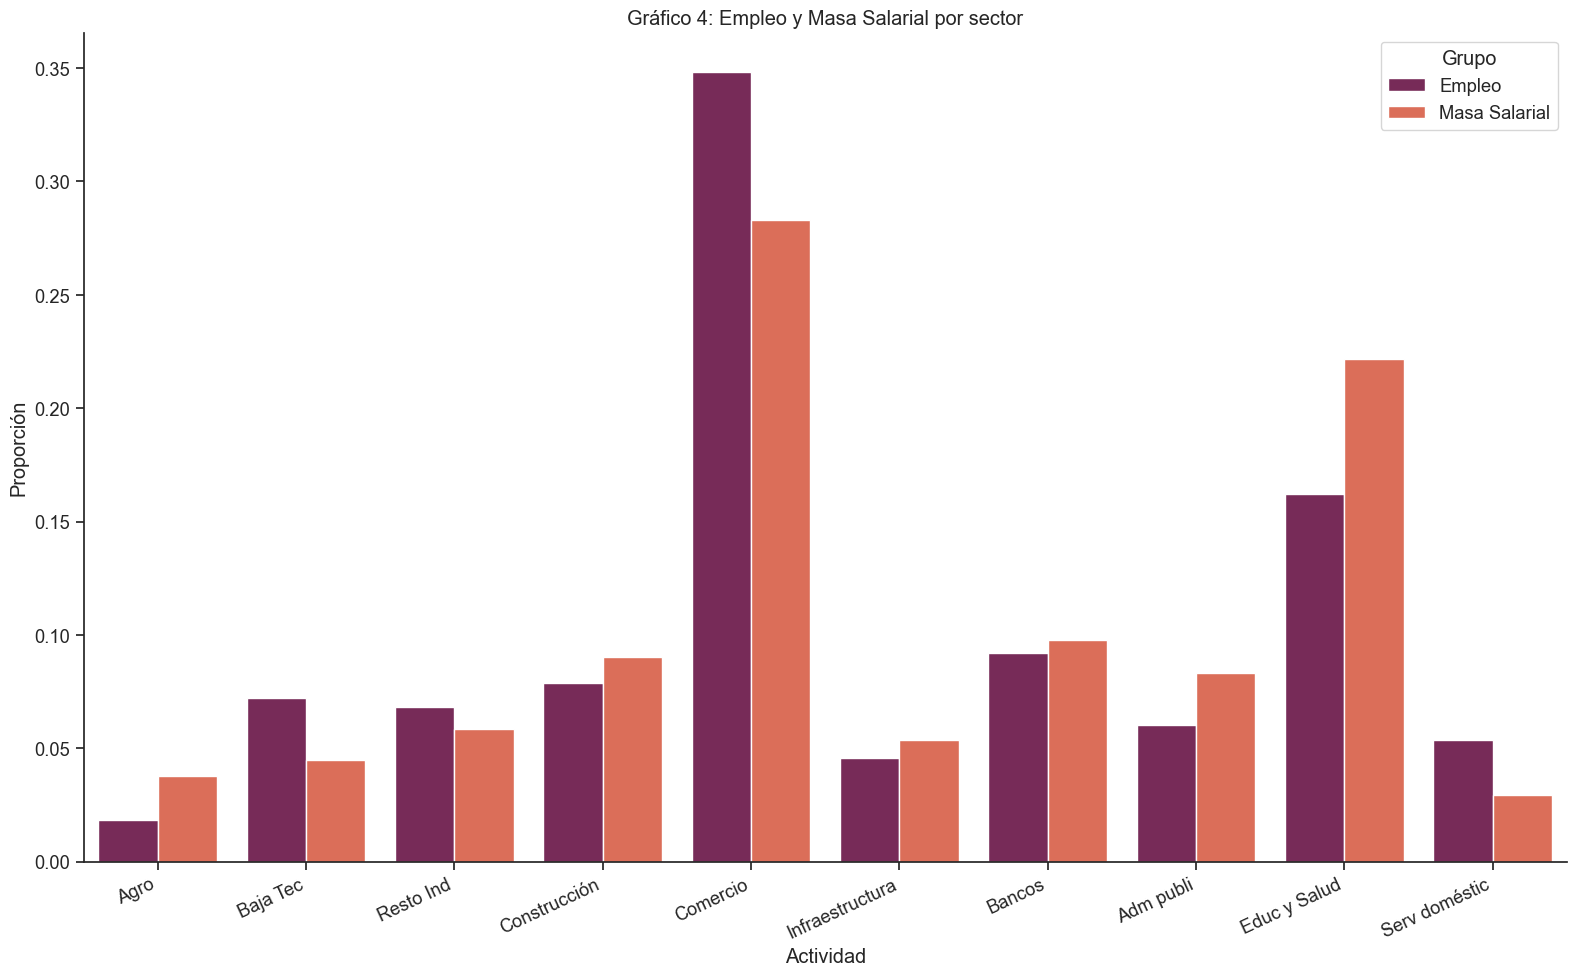 Gráfico 4: Empleo y Masa Salarial por sector
Grupo
Empleo
Masa Salarial
Proporción
0.35
0.30
0.25
0.20
0.15
0.10
0.05
0.00
Agro
Baja Tec
Resto Ind
Construcción
Comercio
Infraestructura
Bancos
Adm publi
Educ y Salud
Serv doméstic
Actividad